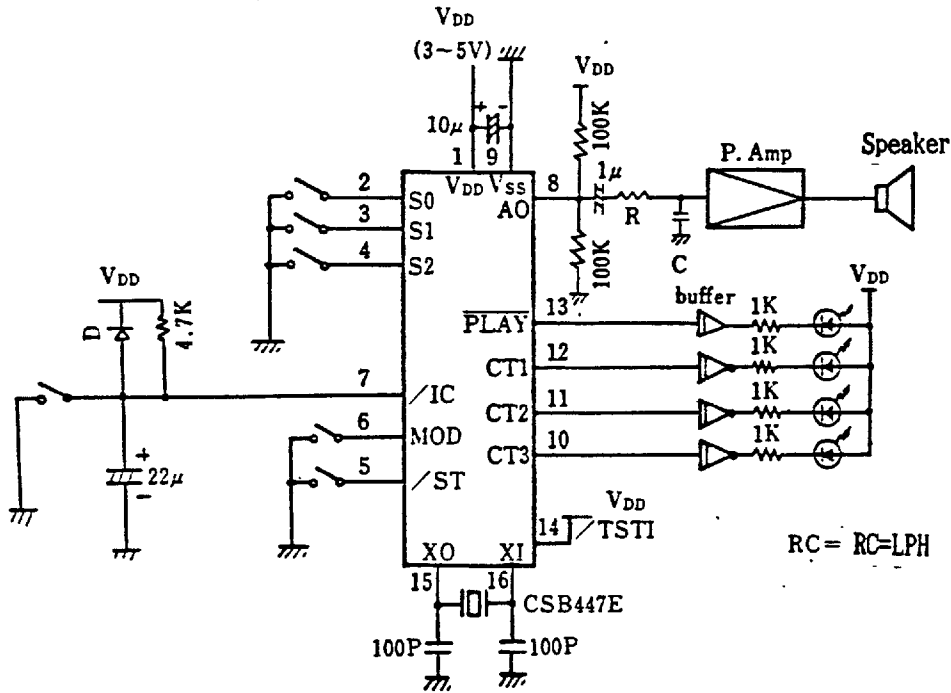 VDD
(3~5V)
VDD
100K
10μ
+ -
1 9
VDD VSS
8
AO
1μ
R
C
100K
P. Amp
Speaker
2
S0
3
S1
4
S2
VDD
D
4.7K
7
/IC
6
MOD
5
/ST
+
22μ
-
13
PLAY
12
CT1
11
CT2
10
CT3
buffer
1K
1K
1K
1K
VDD
VDD
14
/TSTI
XO XI
15 16
CSB447E
100P 100P
RC= RC=LPH